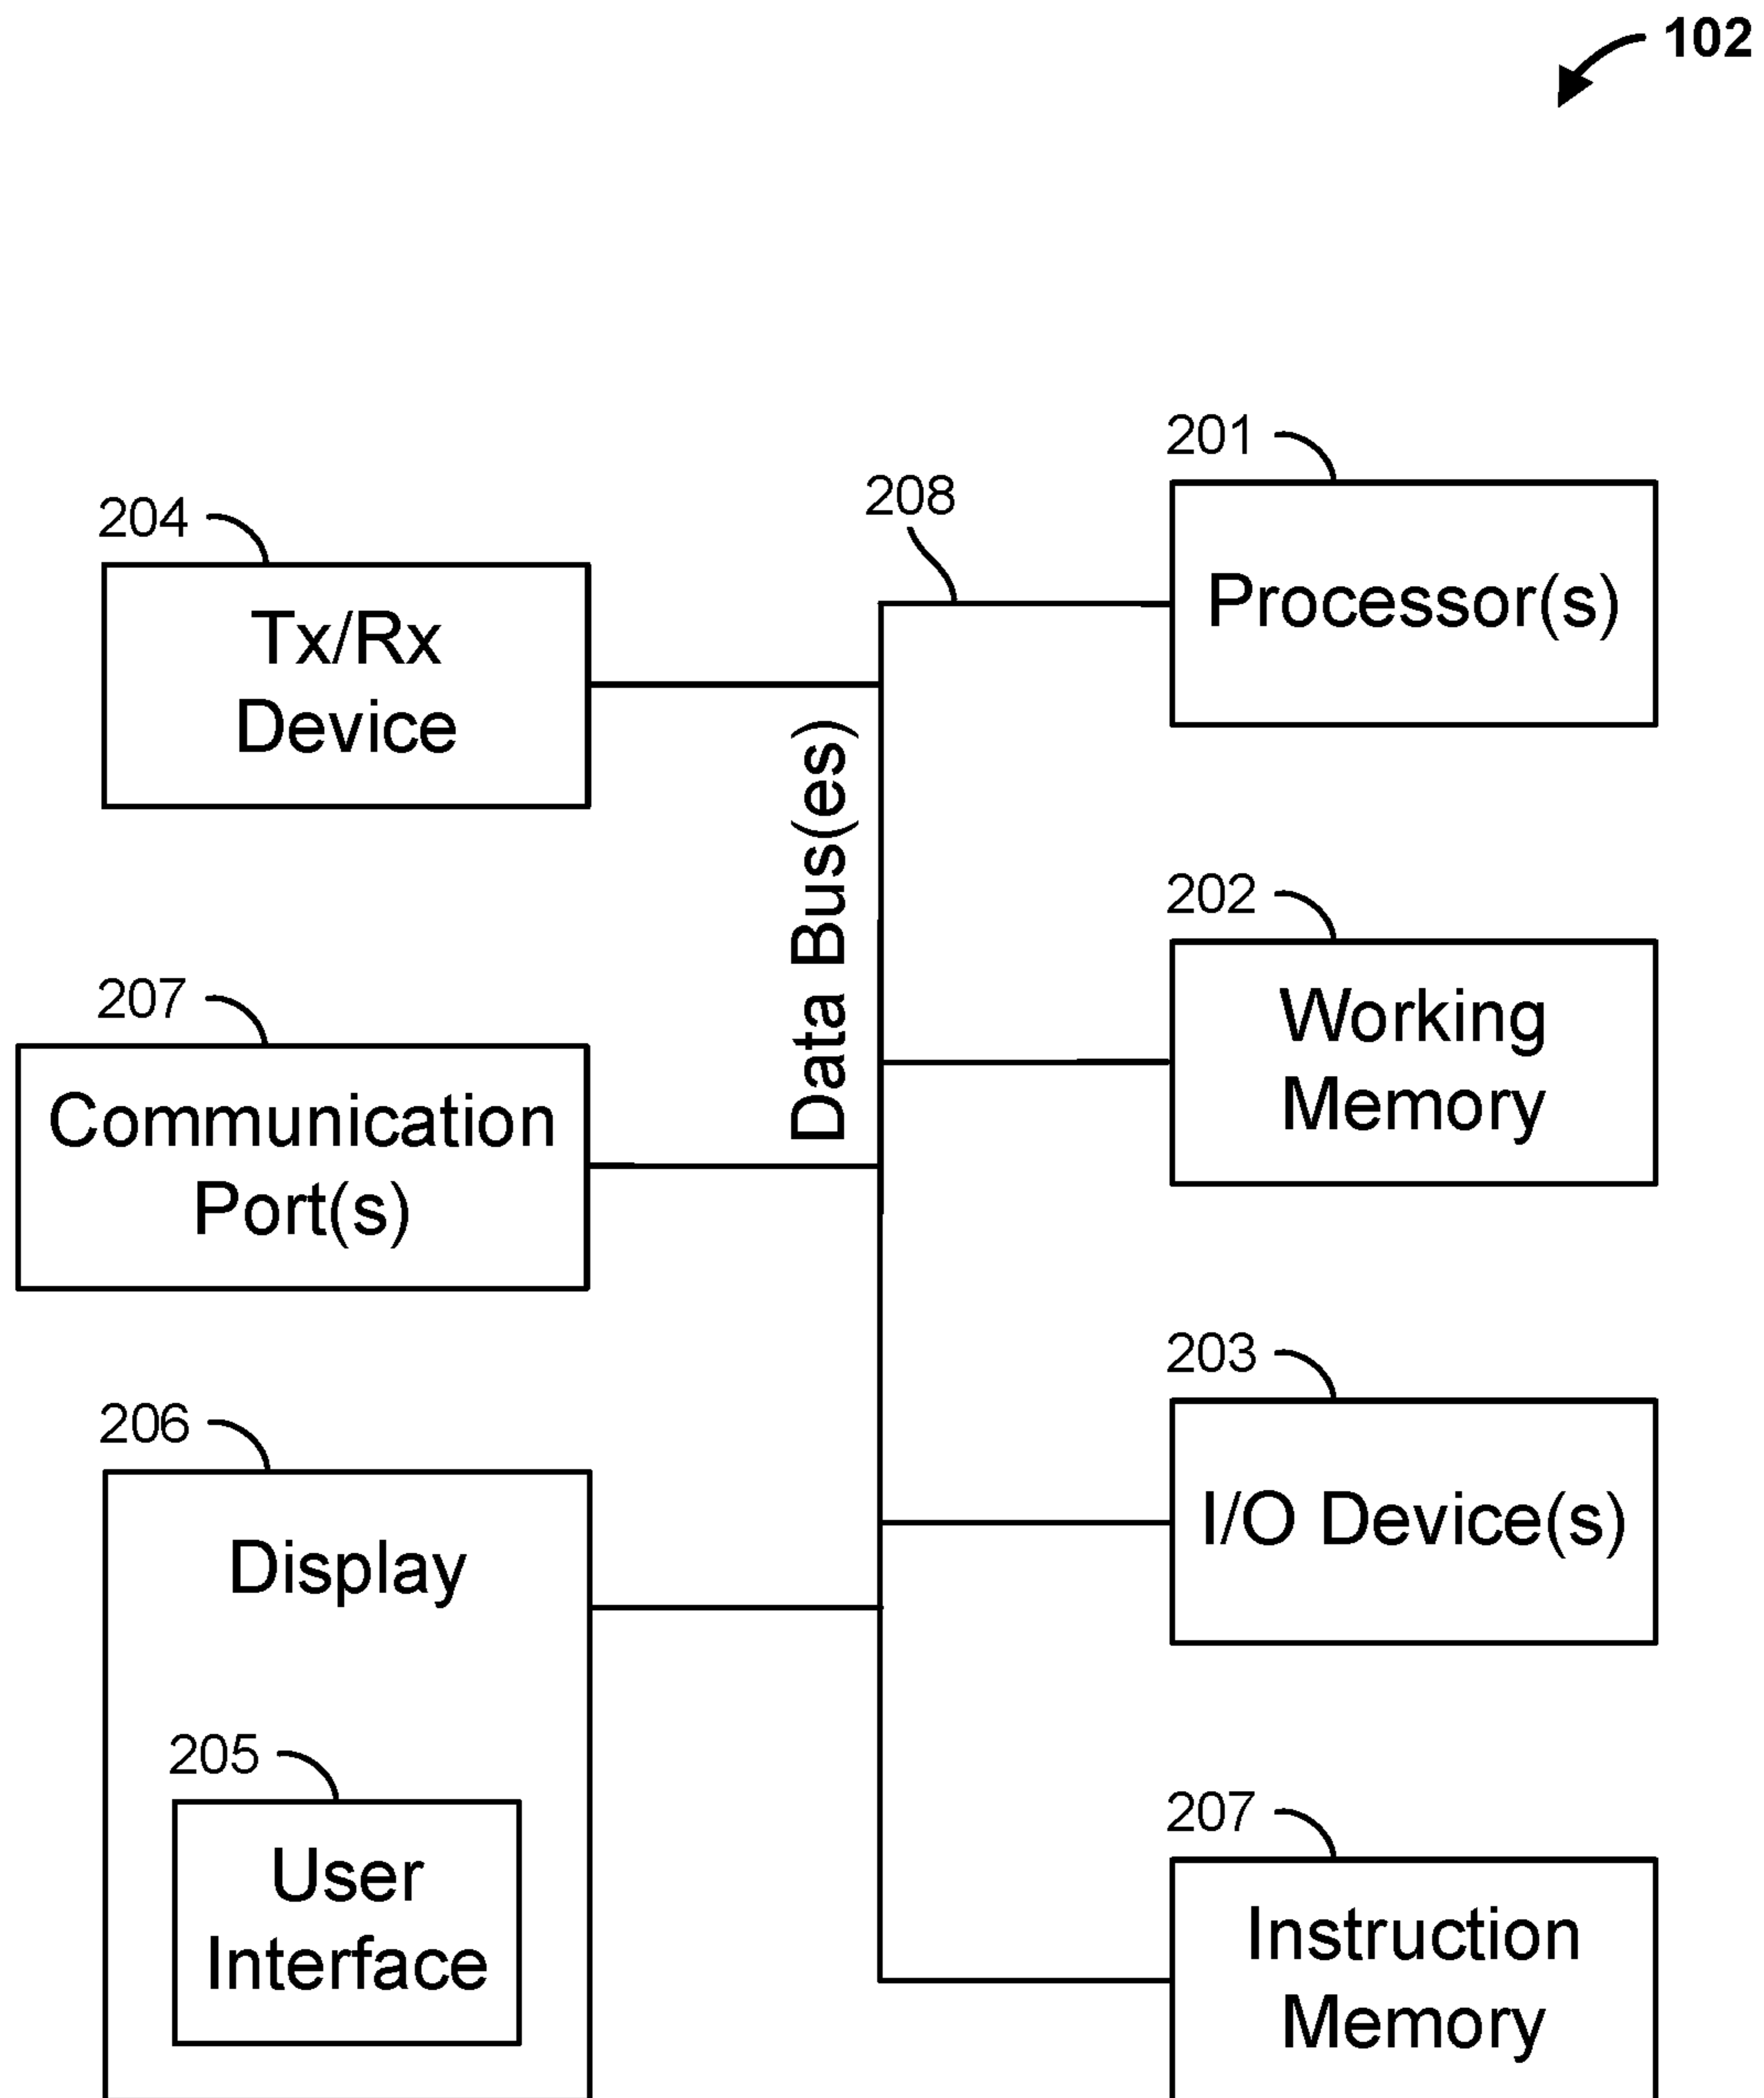 102
201
208
204
Processor(s)
Tx/Rx
Device
Data Bus(es)
202
207
Working
Memory
Communication
Port(s)
203
206
I/O Device(s)
Display
205
207
User
Interface
Instruction
Memory